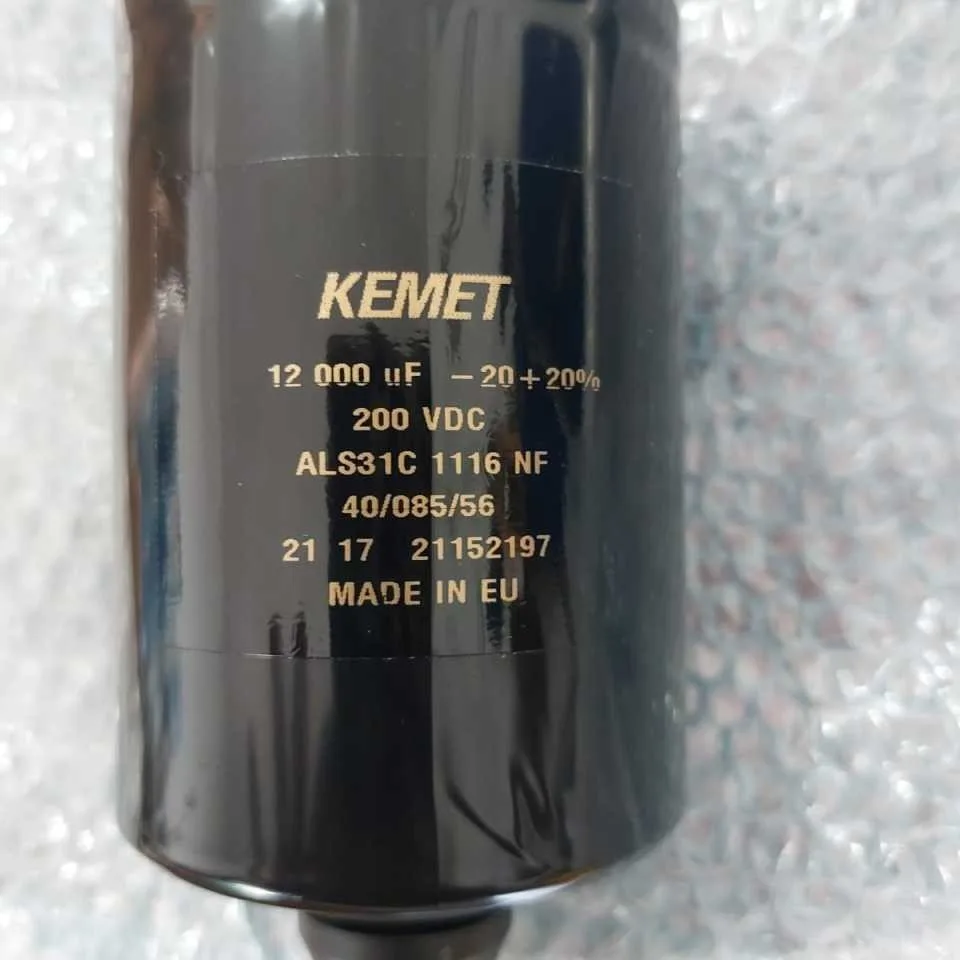 KEMET
12 000 uF -20+20%
200 VDC
ALS31C 1116 NF
40/085/56
21 17 21152197
MADE IN EU